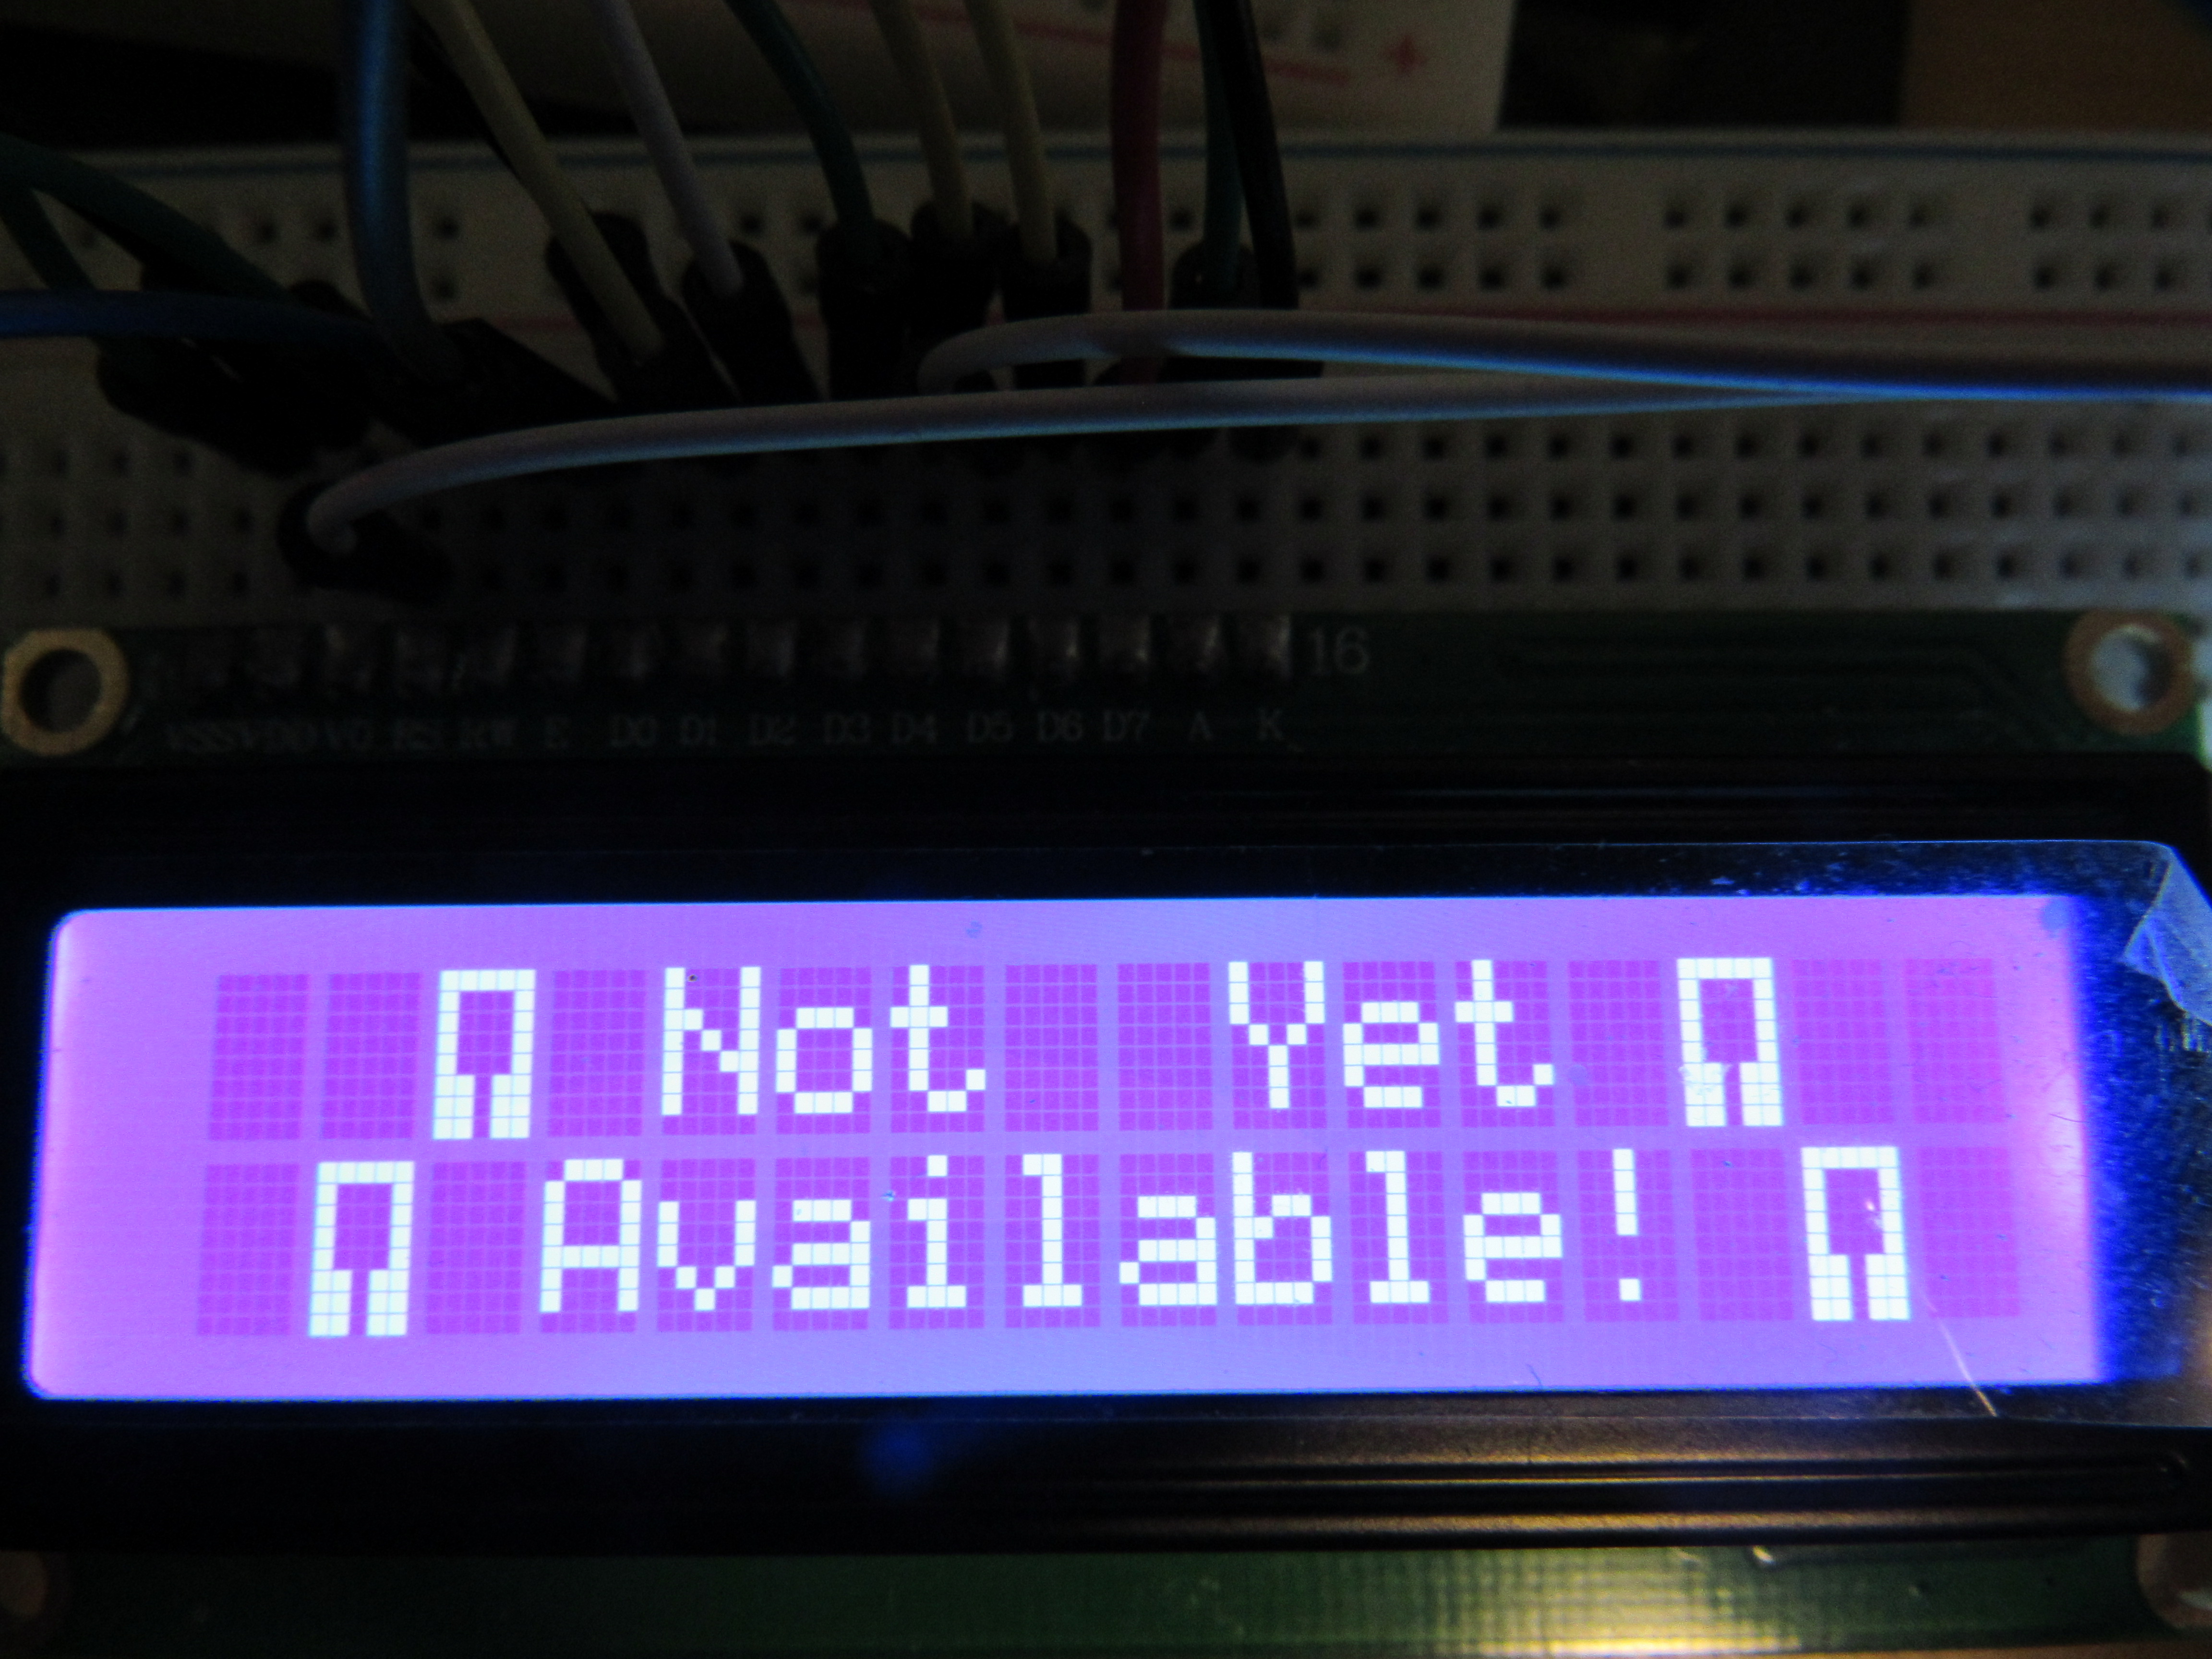 +
16
VSS VDD V0 RS RW E D0 D1 D2 D3 D4 D5 D6 D7 A K
Not Yet
Available!